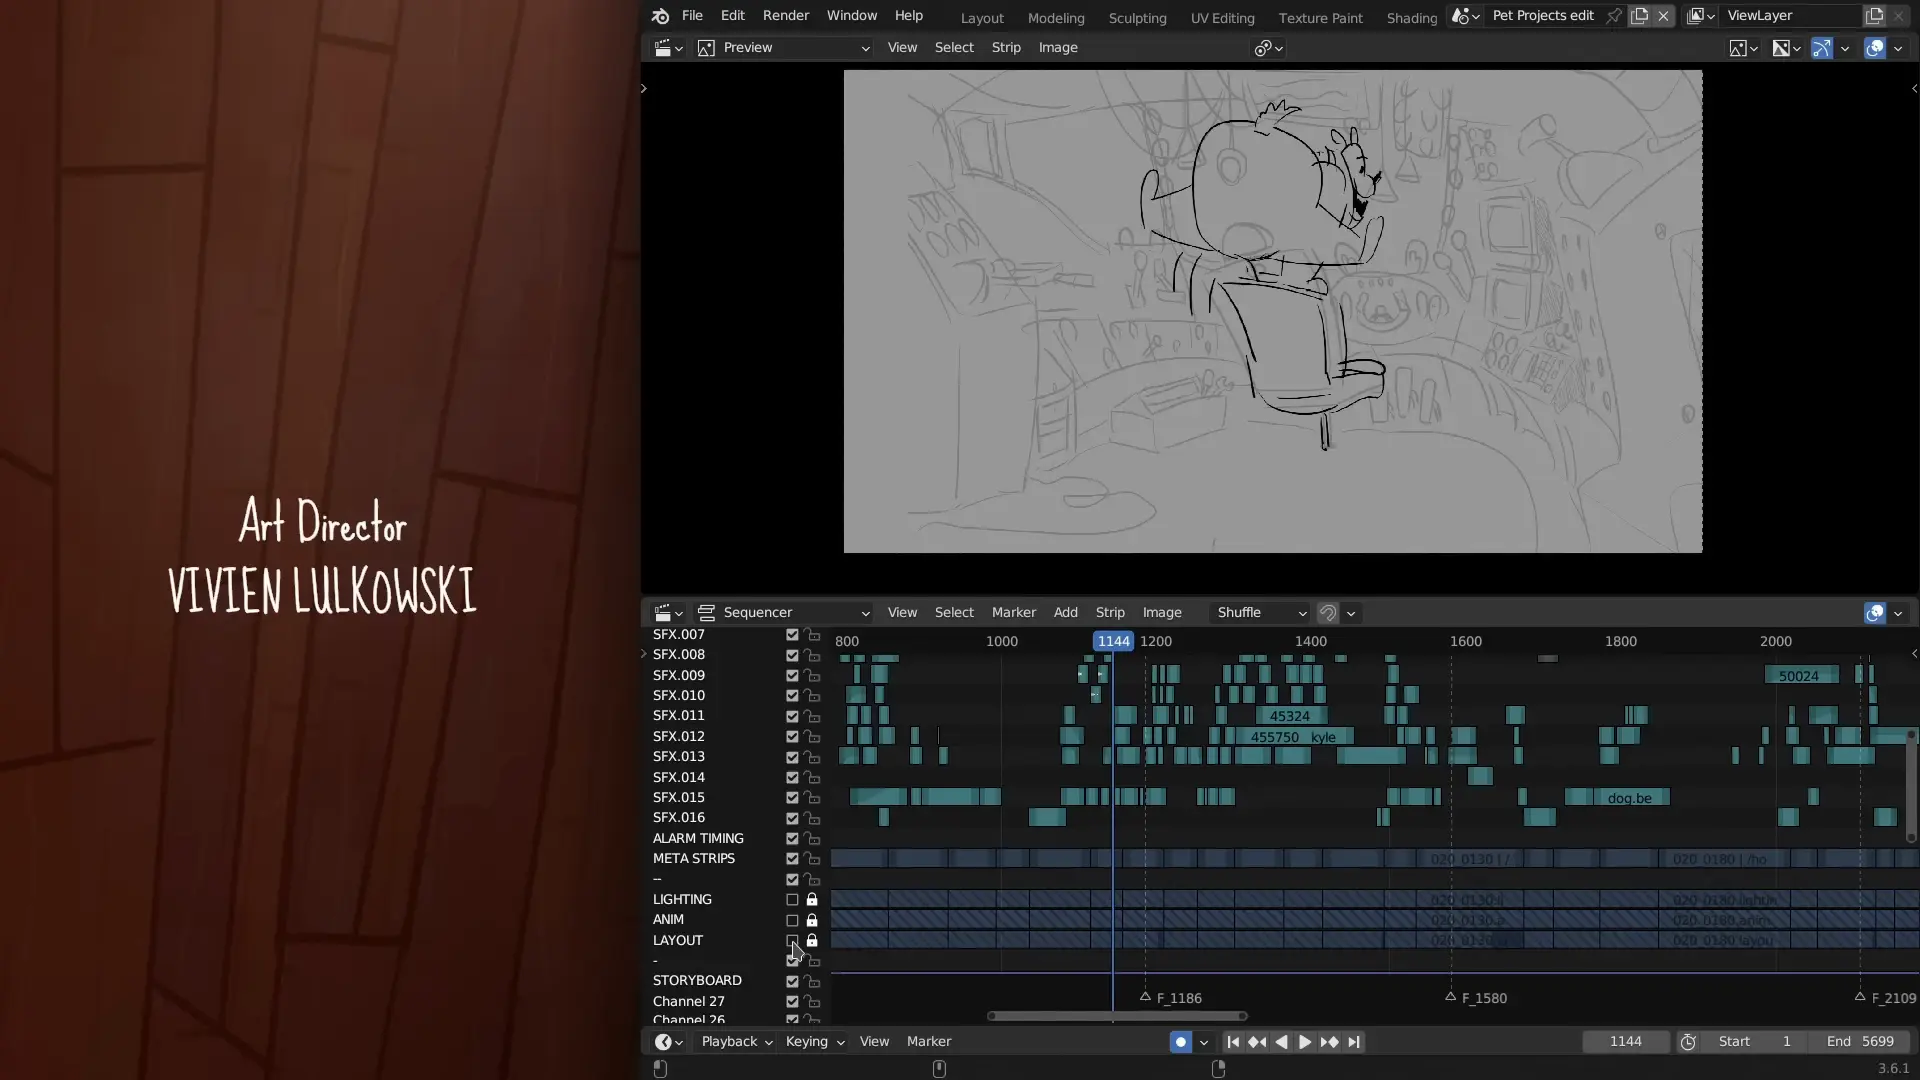 Art Director
VIVIEN LULKOWSKI
File Edit Render Window Help Layout Modeling Sculpting UV Editing Texture Paint Shading Pet Projects edit ViewLayer
Preview View Select Strip Image
Sequencer View Select Marker Add Strip Image Shuffle
SFX.007 800 1000 1144 1200 1400 1600 1800 2000
SFX.008
SFX.009 50024
SFX.010
SFX.011 45324
SFX.012 455750 kyle
SFX.013
SFX.014
SFX.015 dog.be
SFX.016
ALARM TIMING
META STRIPS 020_0130 | / 020_0180 | /ho
--
LIGHTING
ANIM 020_0180.anim
LAYOUT 020_0180.layou
-
STORYBOARD
Channel 27 F_1186 F_1580 F_2109
Channel 26
Playback Keying View Marker 1144 Start 1 End 5699
3.6.1